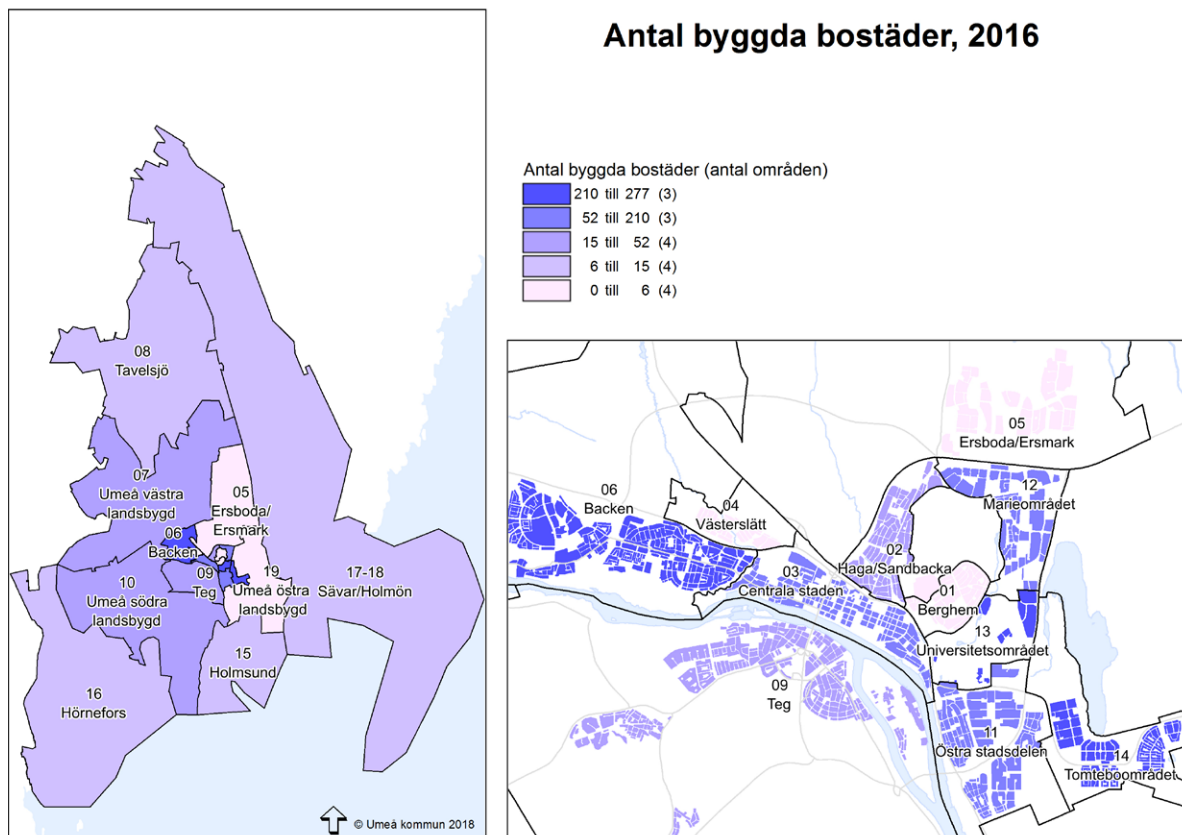 Antal byggda bostäder, 2016
Antal byggda bostäder (antal områden)
210 till 277 (3)
52 till 210 (3)
15 till 52 (4)
6 till 15 (4)
0 till 6 (4)
08
Tavelsjö
07
Umeå västra
landsbygd
05
Ersboda/
Ersmark
06
Backen
10
Umeå södra
landsbygd
09
Teg
19
Umeå östra
landsbygd
17-18
Sävar/Holmön
15
Holmsund
16
Hörnefors
© Umeå kommun 2018
05
Ersboda/Ersmark
06
Backen
04
Västerslätt
12
Marieområdet
02
Haga/Sandbacka
03
Centrala staden
01
Berghem
13
Universitetsområdet
09
Teg
11
Östra stadsdelen
14
Tomteboområdet